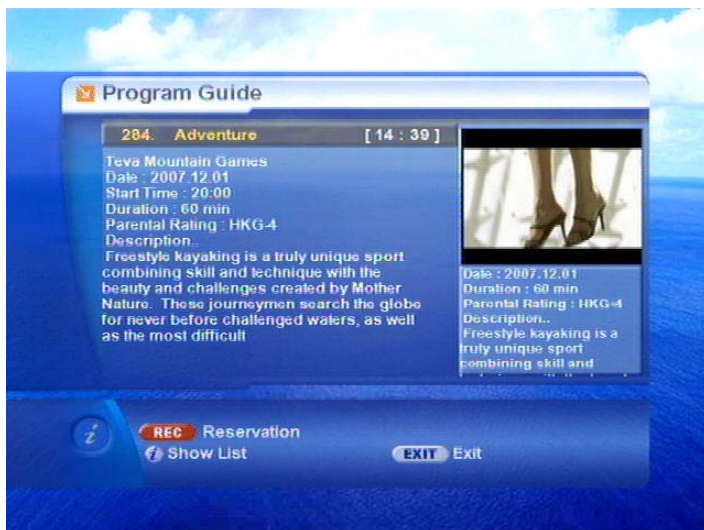 Program Guide
284. Adventure [ 14 : 39 ]
Teva Mountain Games
Date : 2007.12.01
Start Time : 20:00
Duration : 60 min
Parental Rating : HKG-4
Description..
Freestyle kayaking is a truly unique sport
combining skill and technique with the
beauty and challenges created by Mother
Nature. These journeymen search the globe
for never before challenged waters, as well
as the most difficult
Date : 2007.12.01
Duration : 60 min
Parental Rating : HKG-4
Description..
Freestyle kayaking is a
truly unique sport
combining skill and
i
REC Reservation
i Show List
EXIT Exit